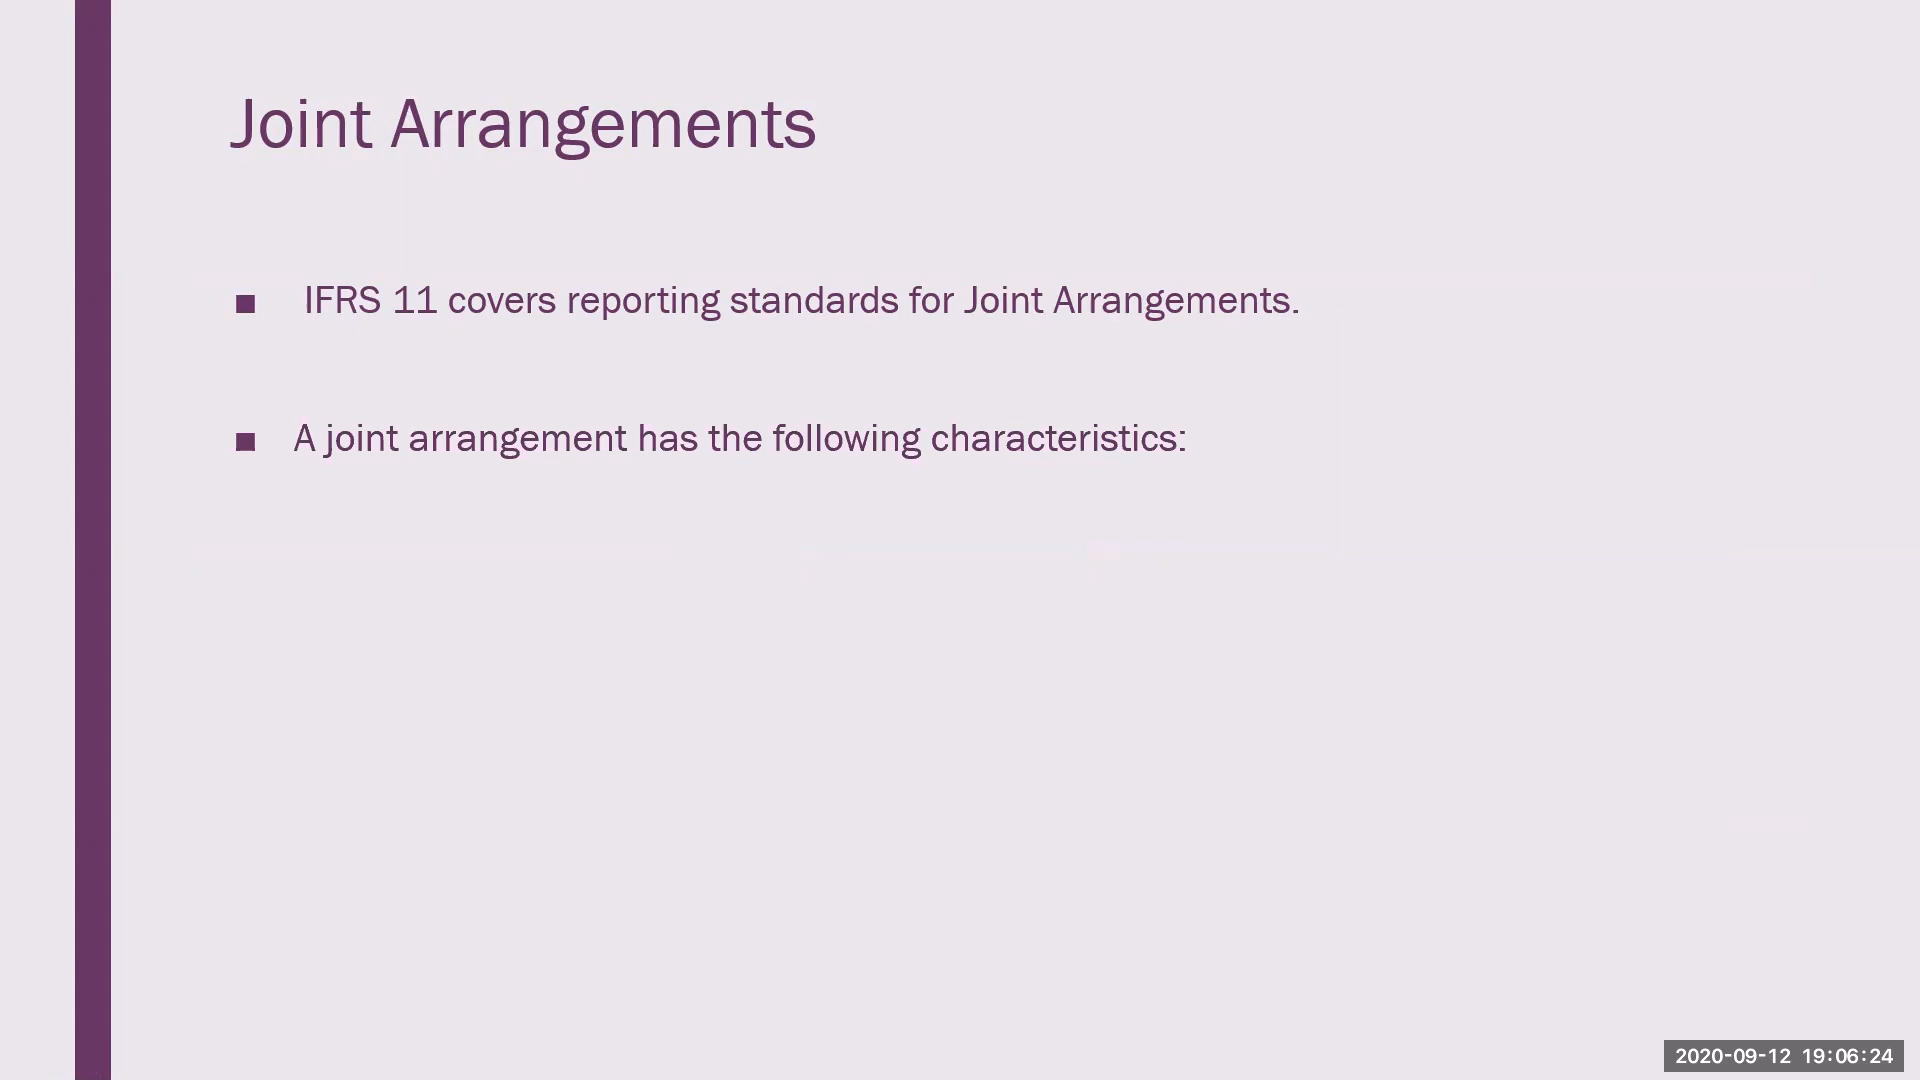 Joint Arrangements
■ IFRS 11 covers reporting standards for Joint Arrangements.
■ A joint arrangement has the following characteristics:
2020-09-12 19:06:24